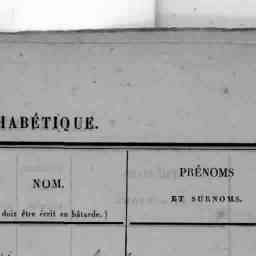 HABÉTIQUE.
NOM.
doit être écrit en bâtarde.)
PRÉNOMS
ET SURNOMS.